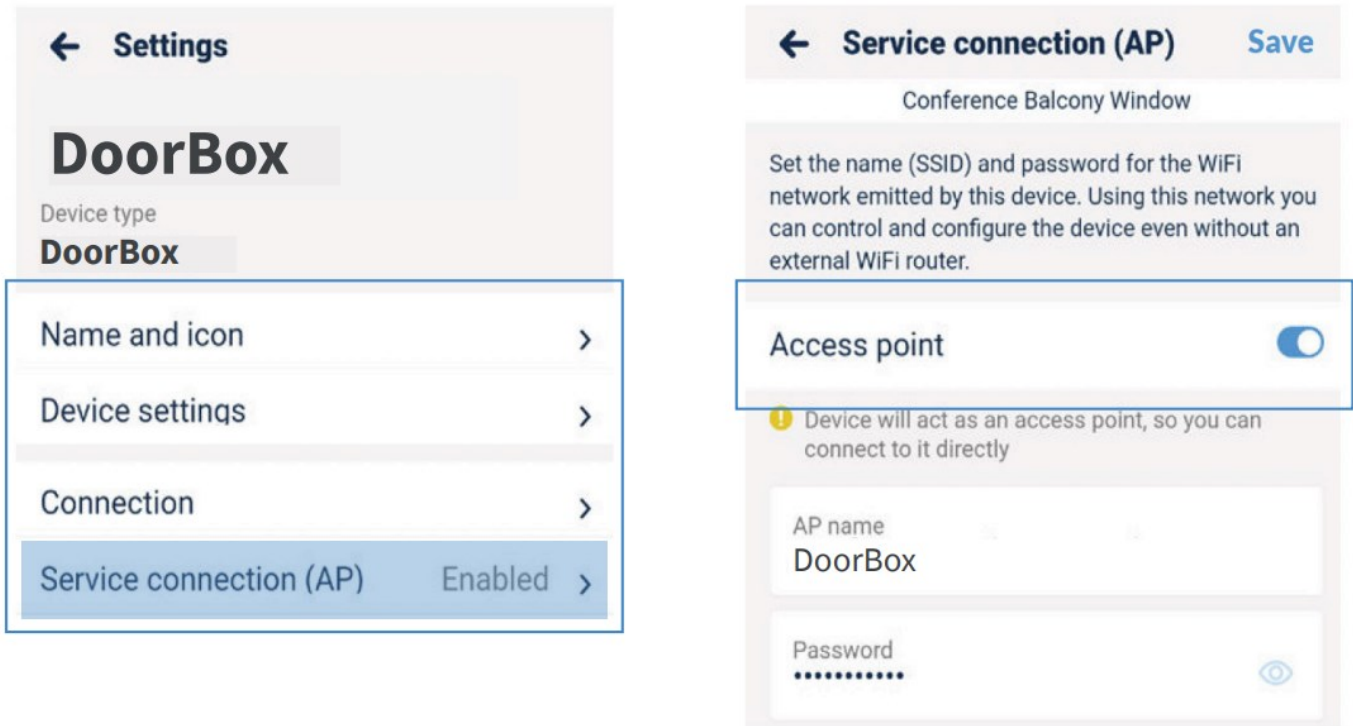 Settings
DoorBox
Device type
DoorBox
Name and icon
Device settings
Connection
Service connection (AP) Enabled
Service connection (AP) Save
Conference Balcony Window
Set the name (SSID) and password for the WiFi
network emitted by this device. Using this network you
can control and configure the device even without an
external WiFi router.
Access point
Device will act as an access point, so you can
connect to it directly
AP name
DoorBox
Password
•••••••••••